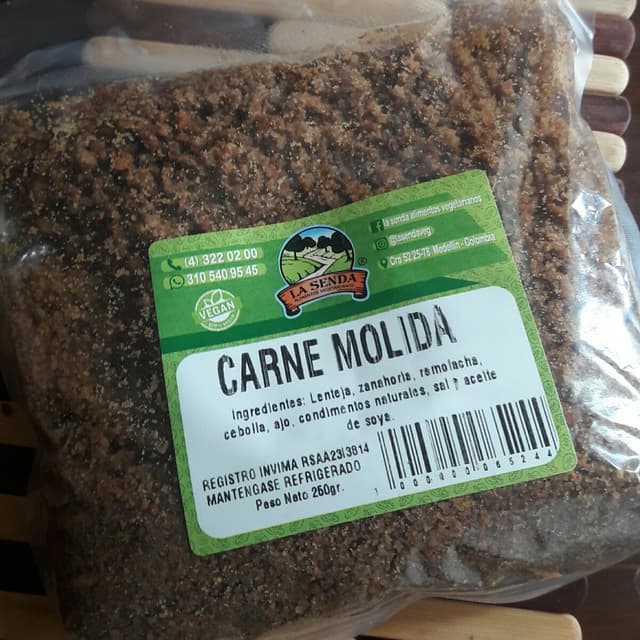 (4) 322 02 00
310 540 95 45
LA SENDA
®
la senda alimentos vegetarianos
@lasendaveg
Cra 52 25-78 Medellín - Colombia
VEGAN
CARNE MOLIDA
Ingredientes: Lenteja, zanahoria, remolacha,
cebolla, ajo, condimentos naturales, sal y aceite
de soya.
REGISTRO INVIMA RSAA23I3814
MANTENGASE REFRIGERADO
Peso Neto 250gr.